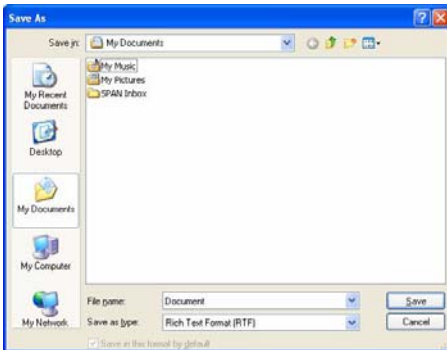 Save As
Save in: My Documents
My Music
My Pictures
SPAN Inbox
My Recent
Documents
Desktop
My Documents
My Computer
My Network
File name: Document Save
Save as type: Rich Text Format (RTF) Cancel
Save in this format by default